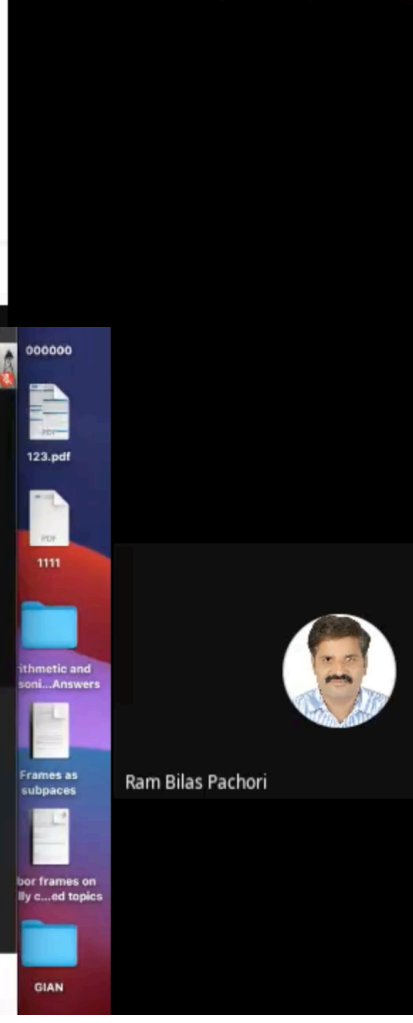 000000
PDF
123.pdf
PDF
1111
ithmetic and
soni...Answers
Frames as
subpaces
bor frames on
lly c...ed topics
GIAN
Ram Bilas Pachori